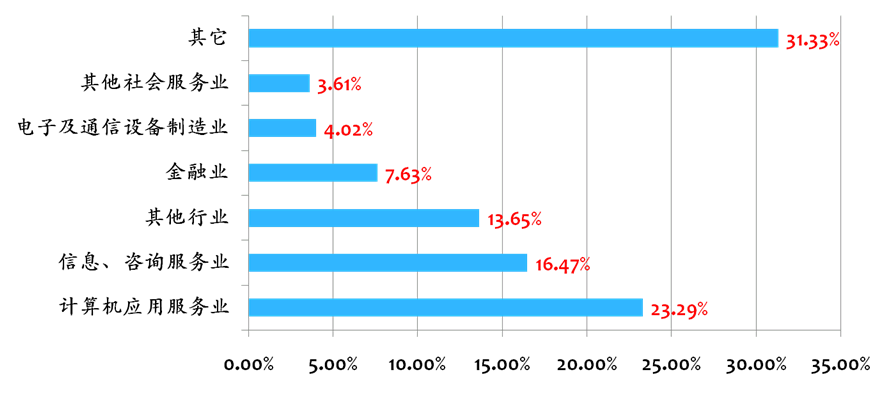 其它 31.33%
其他社会服务业 3.61%
电子及通信设备制造业 4.02%
金融业 7.63%
其他行业 13.65%
信息、咨询服务业 16.47%
计算机应用服务业 23.29%
0.00% 5.00% 10.00% 15.00% 20.00% 25.00% 30.00% 35.00%